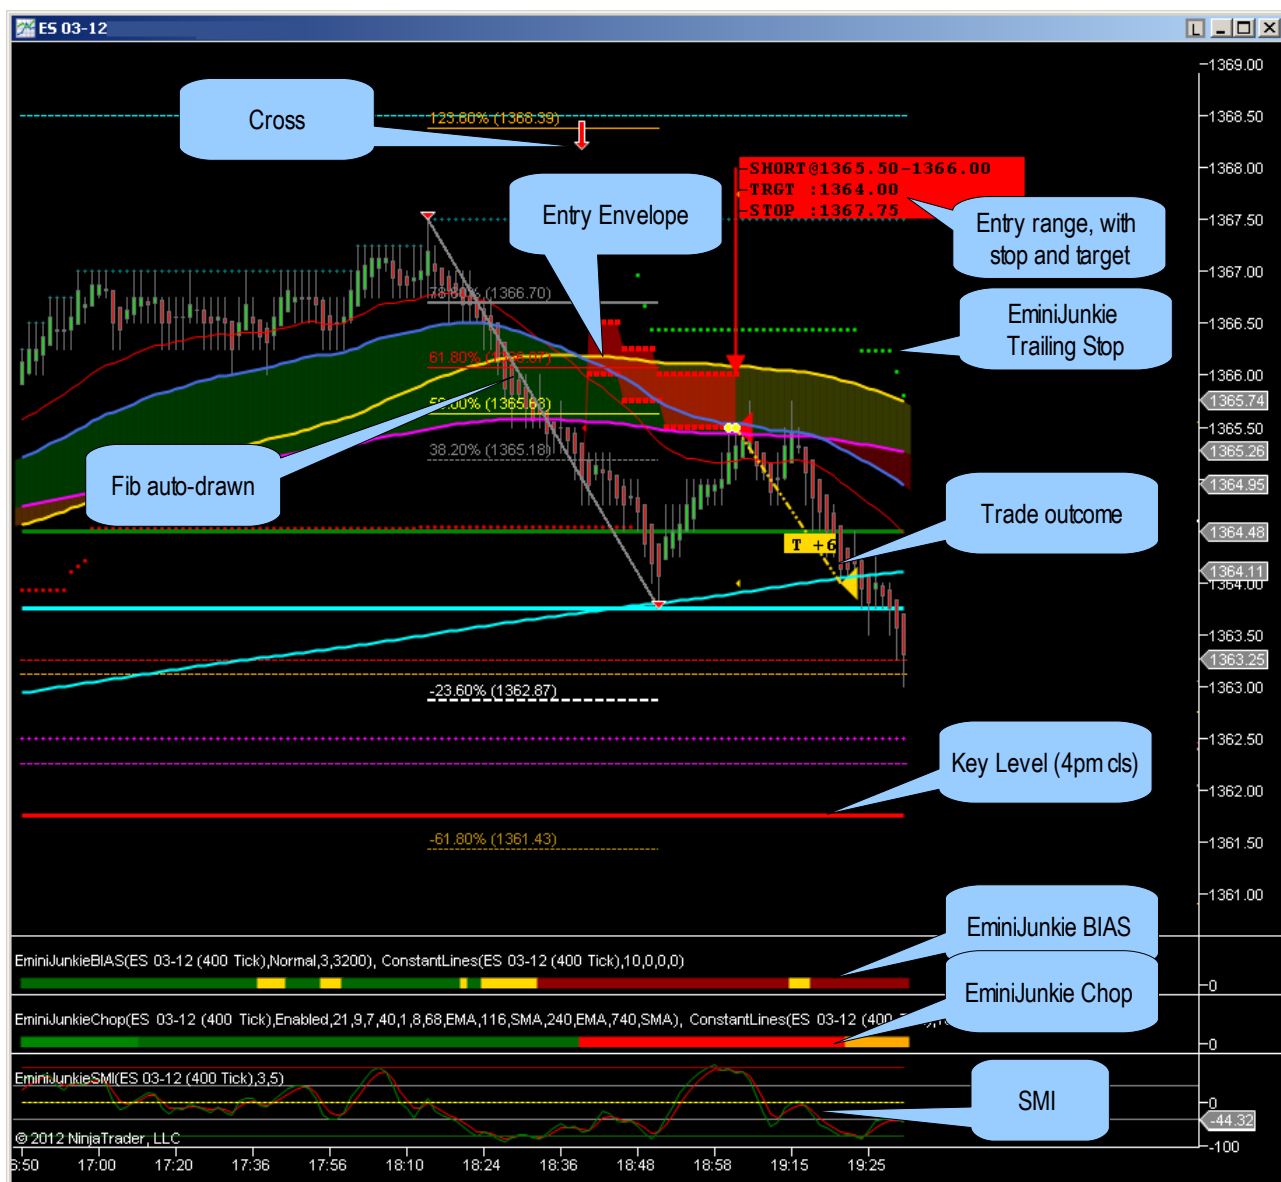 ES 03-12
L
1369.00
Cross
123.60% (1368.39)
1368.50
SHORT@1365.50-1366.00
TRGT :1364.00
STOP :1367.75
1368.00
Entry Envelope
Entry range, with
stop and target
1367.50
1367.00
78.60% (1366.70)
EminiJunkie
Trailing Stop
1366.50
61.80% (1366.07)
1366.00
50.00% (1365.63)
1365.74
1365.50
38.20% (1365.18)
1365.26
Fib auto-drawn
1364.95
Trade outcome
T +6
1364.48
1364.11
1364.00
1363.50
1363.25
-23.60% (1362.87)
1363.00
1362.50
Key Level (4pm cls)
1362.00
-61.80% (1361.43)
1361.50
1361.00
EminiJunkie BIAS
EminiJunkieBIAS(ES 03-12 (400 Tick),Normal,3,3200), ConstantLines(ES 03-12 (400 Tick),10,0,0,0)
0
EminiJunkie Chop
EminiJunkieChop(ES 03-12 (400 Tick),Enabled,21,9,7,40,1,8,68,EMA,116,SMA,240,EMA,740,SMA), ConstantLines(ES 03-12 (400
0
EminiJunkieSMI(ES 03-12 (400 Tick),3,5)
SMI
0
-44.32
-100
© 2012 NinjaTrader, LLC
6:50 17:00 17:20 17:36 17:56 18:10 18:24 18:36 18:48 18:58 19:15 19:25